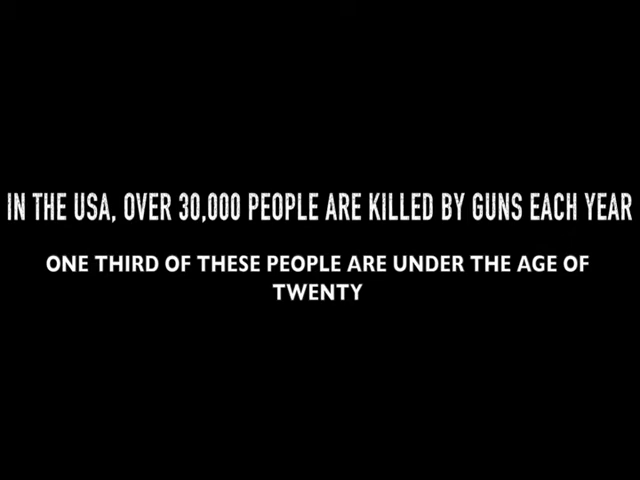 IN THE USA, OVER 30,000 PEOPLE ARE KILLED BY GUNS EACH YEAR
ONE THIRD OF THESE PEOPLE ARE UNDER THE AGE OF
TWENTY